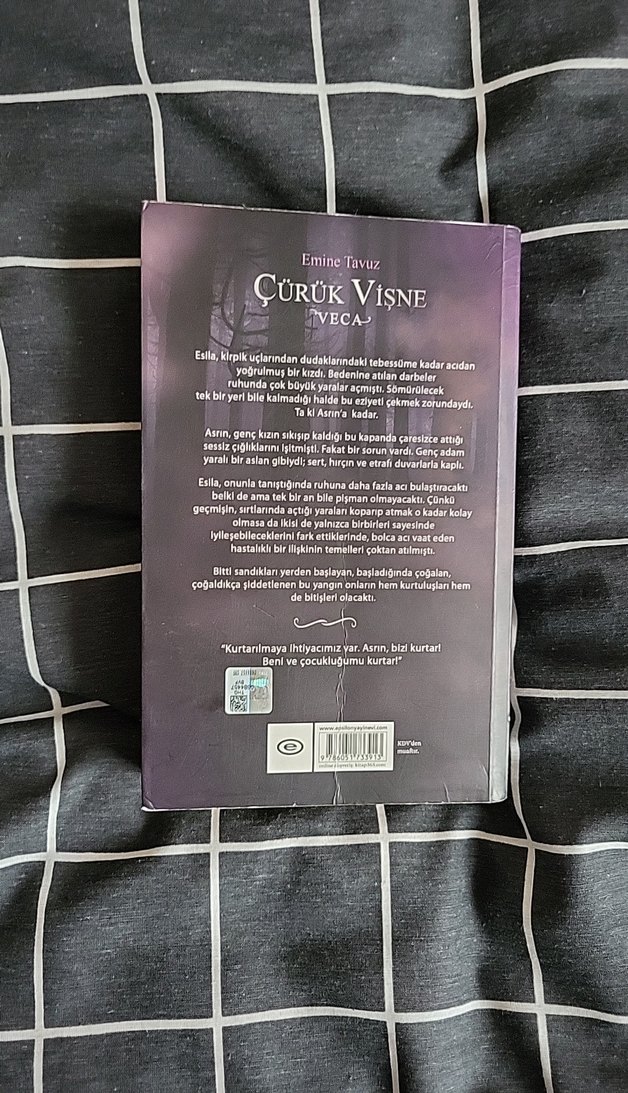 Emine Tavuz
ÇÜRÜK VİŞNE
VECA
Esila, kirpik uçlarından dudaklarındaki tebessüme kadar acıdan
yoğrulmuş bir kızdı. Bedenine atılan darbeler
ruhunda çok büyük yaralar açmıştı. Sömürülecek
tek bir yeri bile kalmadığı halde bu eziyeti çekmek zorundaydı.
Ta ki Asrın'a kadar.
Asrın, genç kızın sıkışıp kaldığı bu kapanda çaresizce attığı
sessiz çığlıklarını işitmişti. Fakat bir sorun vardı. Genç adam
yaralı bir aslan gibiydi; sert, hırçın ve etrafı duvarlarla kaplı.
Esila, onunla tanıştığında ruhuna daha fazla acı bulaştıracaktı
belki de ama tek bir an bile pişman olmayacaktı. Çünkü
geçmişin, sırtlarında açtığı yaraları koparıp atmak o kadar kolay
olmasa da ikisi de yalnızca birbirleri sayesinde
iyileşebileceklerini fark ettiklerinde, bolca acı vaat eden
hastalıklı bir ilişkinin temelleri çoktan atılmıştı.
Bitti sandıkları yerden başlayan, başladığında çoğalan,
çoğaldıkça şiddetlenen bu yangın onların hem kurtuluşları hem
de bitişleri olacaktı.
“Kurtarılmaya ihtiyacımız var. Asrın, bizi kurtar!
Beni ve çocukluğumu kurtar!”
www.epsilonyayinevi.com
e
9 786051 733913
online alışveriş: kitap365.com
KDV'den
muaftır.